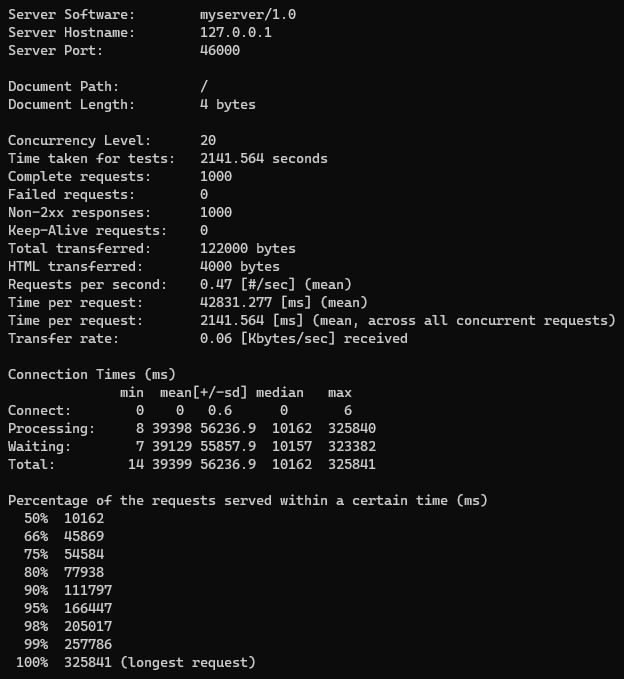 Server Software:        myserver/1.0
Server Hostname:        127.0.0.1
Server Port:            46000

Document Path:          /
Document Length:        4 bytes

Concurrency Level:      20
Time taken for tests:   2141.564 seconds
Complete requests:      1000
Failed requests:        0
Non-2xx responses:      1000
Keep-Alive requests:    0
Total transferred:      122000 bytes
HTML transferred:       4000 bytes
Requests per second:    0.47 [#/sec] (mean)
Time per request:       42831.277 [ms] (mean)
Time per request:       2141.564 [ms] (mean, across all concurrent requests)
Transfer rate:          0.06 [Kbytes/sec] received

Connection Times (ms)
              min  mean[+/-sd] median   max
Connect:        0    0   0.6      0       6
Processing:     8 39398 56236.9  10162  325840
Waiting:        7 39129 55857.9  10157  323382
Total:         14 39399 56236.9  10162  325841

Percentage of the requests served within a certain time (ms)
  50%  10162
  66%  45869
  75%  54584
  80%  77938
  90%  111797
  95%  166447
  98%  205017
  99%  257786
 100%  325841 (longest request)